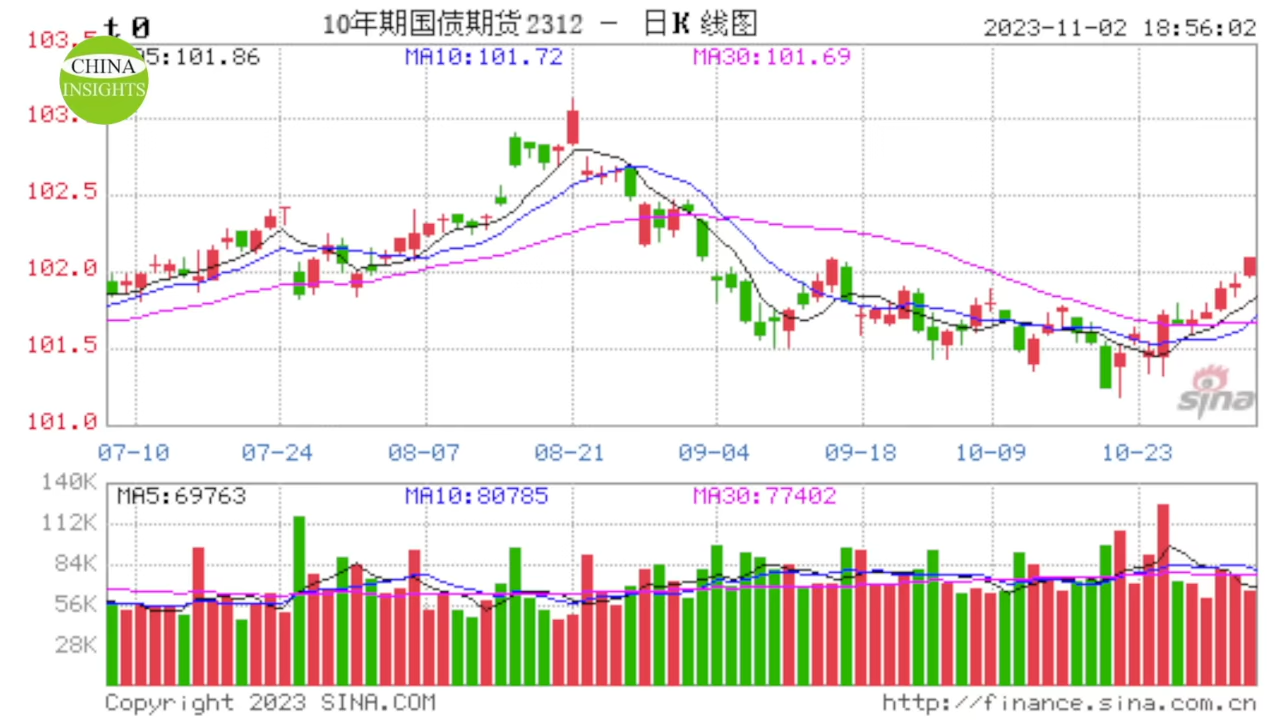 t0 10年期国债期货2312 - 日K线图 2023-11-02 18:56:02
103.5
CHINA
INSIGHTS
5:101.86 MA10:101.72 MA30:101.69
103.
102.5
102.0
101.5
101.0
sina
07-10 07-24 08-07 08-21 09-04 09-18 10-09 10-23
140K
MA5:69763 MA10:80785 MA30:77402
112K
84K
56K
28K
Copyright 2023 SINA.COM http://finance.sina.com.cn